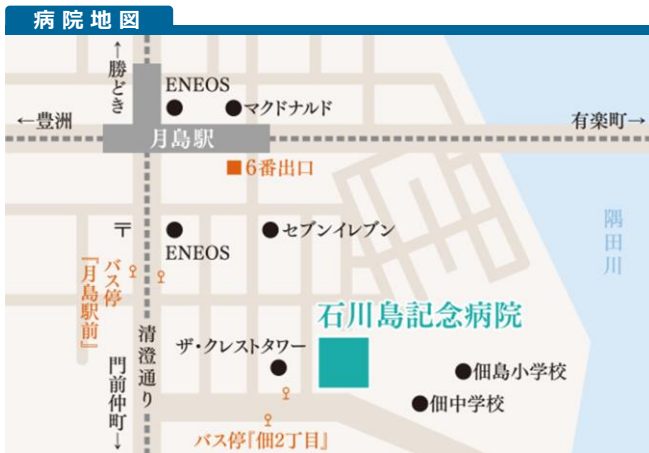 病院地図
←勝どき
ENEOS
マクドナルド
←豊洲
有楽町→
月島駅
■6番出口
〒
セブンイレブン
ENEOS
隅田川
バス停
『月島駅前』
石川島記念病院
清澄通り
ザ・クレストタワー
門前仲町→
佃島小学校
佃中学校
バス停『佃2丁目』